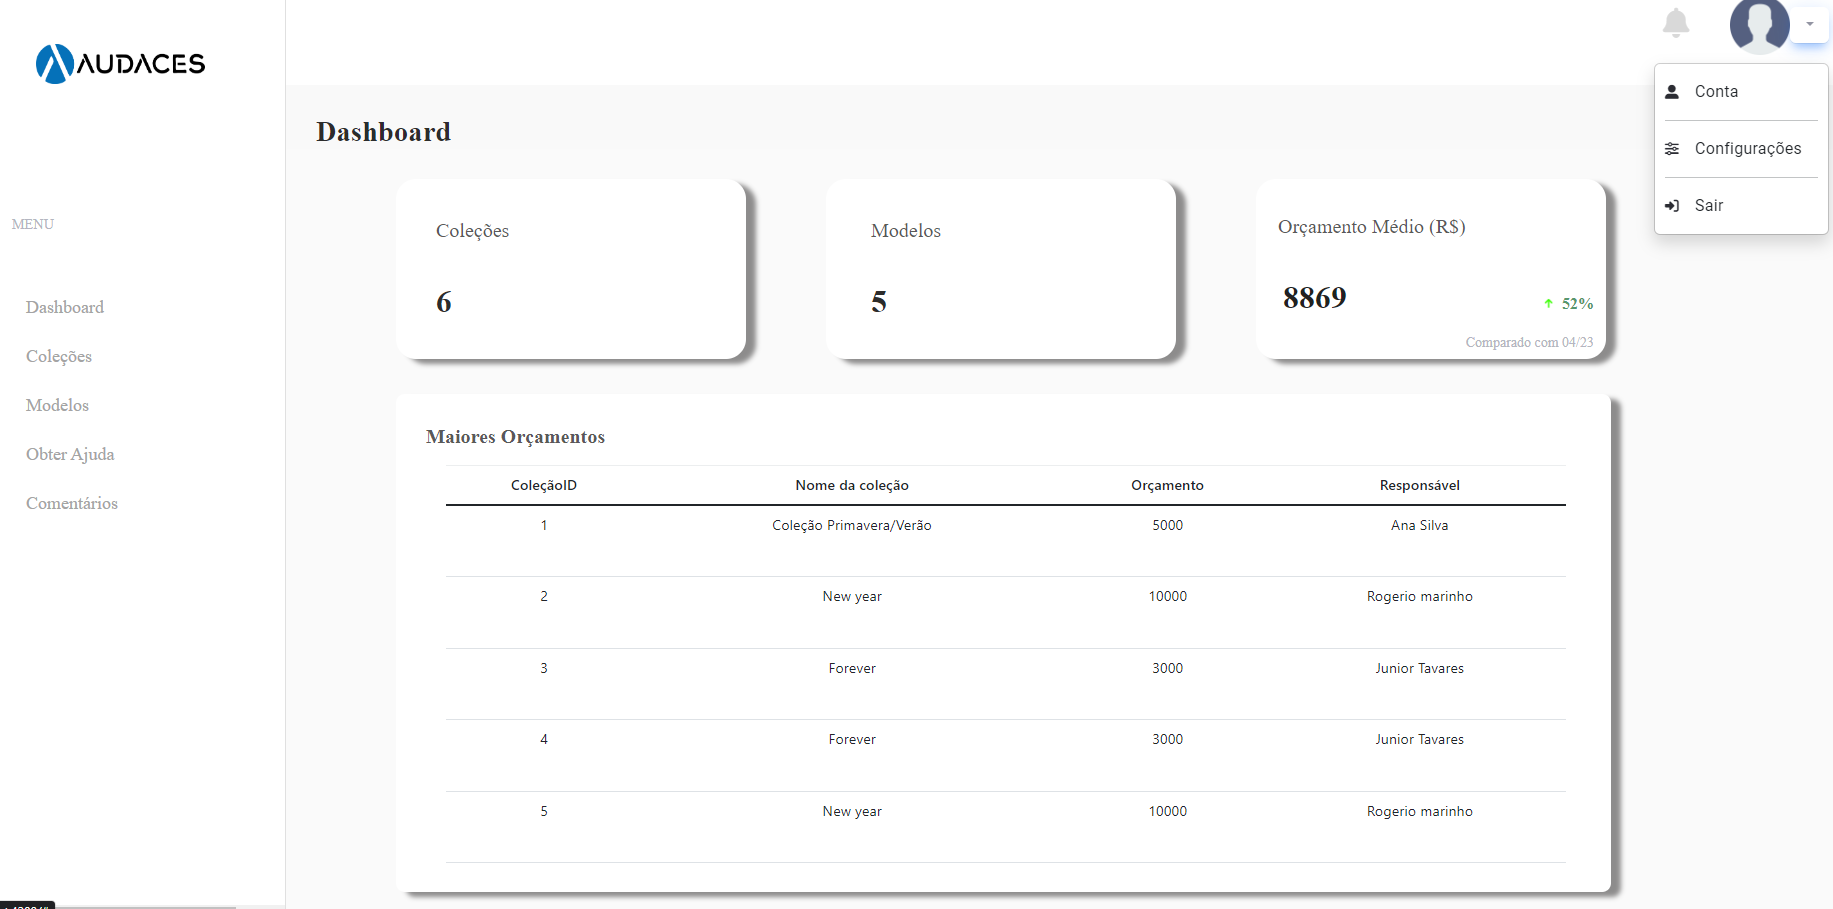 AUDACES
Conta
Configurações
Sair
Dashboard
MENU
Dashboard
Coleções
Modelos
Obter Ajuda
Comentários
Coleções
6
Modelos
5
Orçamento Médio (R$)
8869
52%
Comparado com 04/23
Maiores Orçamentos
ColeçãoID Nome da coleção Orçamento Responsável
1 Coleção Primavera/Verão 5000 Ana Silva
2 New year 10000 Rogerio marinho
3 Forever 3000 Junior Tavares
4 Forever 3000 Junior Tavares
5 New year 10000 Rogerio marinho